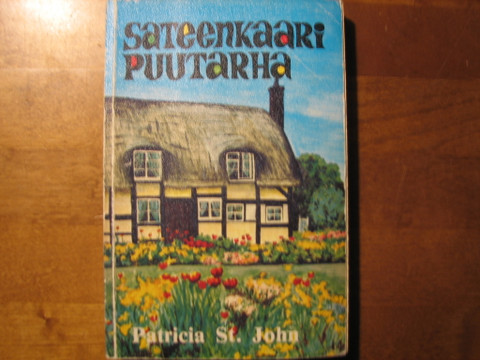 SATEENKAARI
PUUTARHA
Patricia St. John